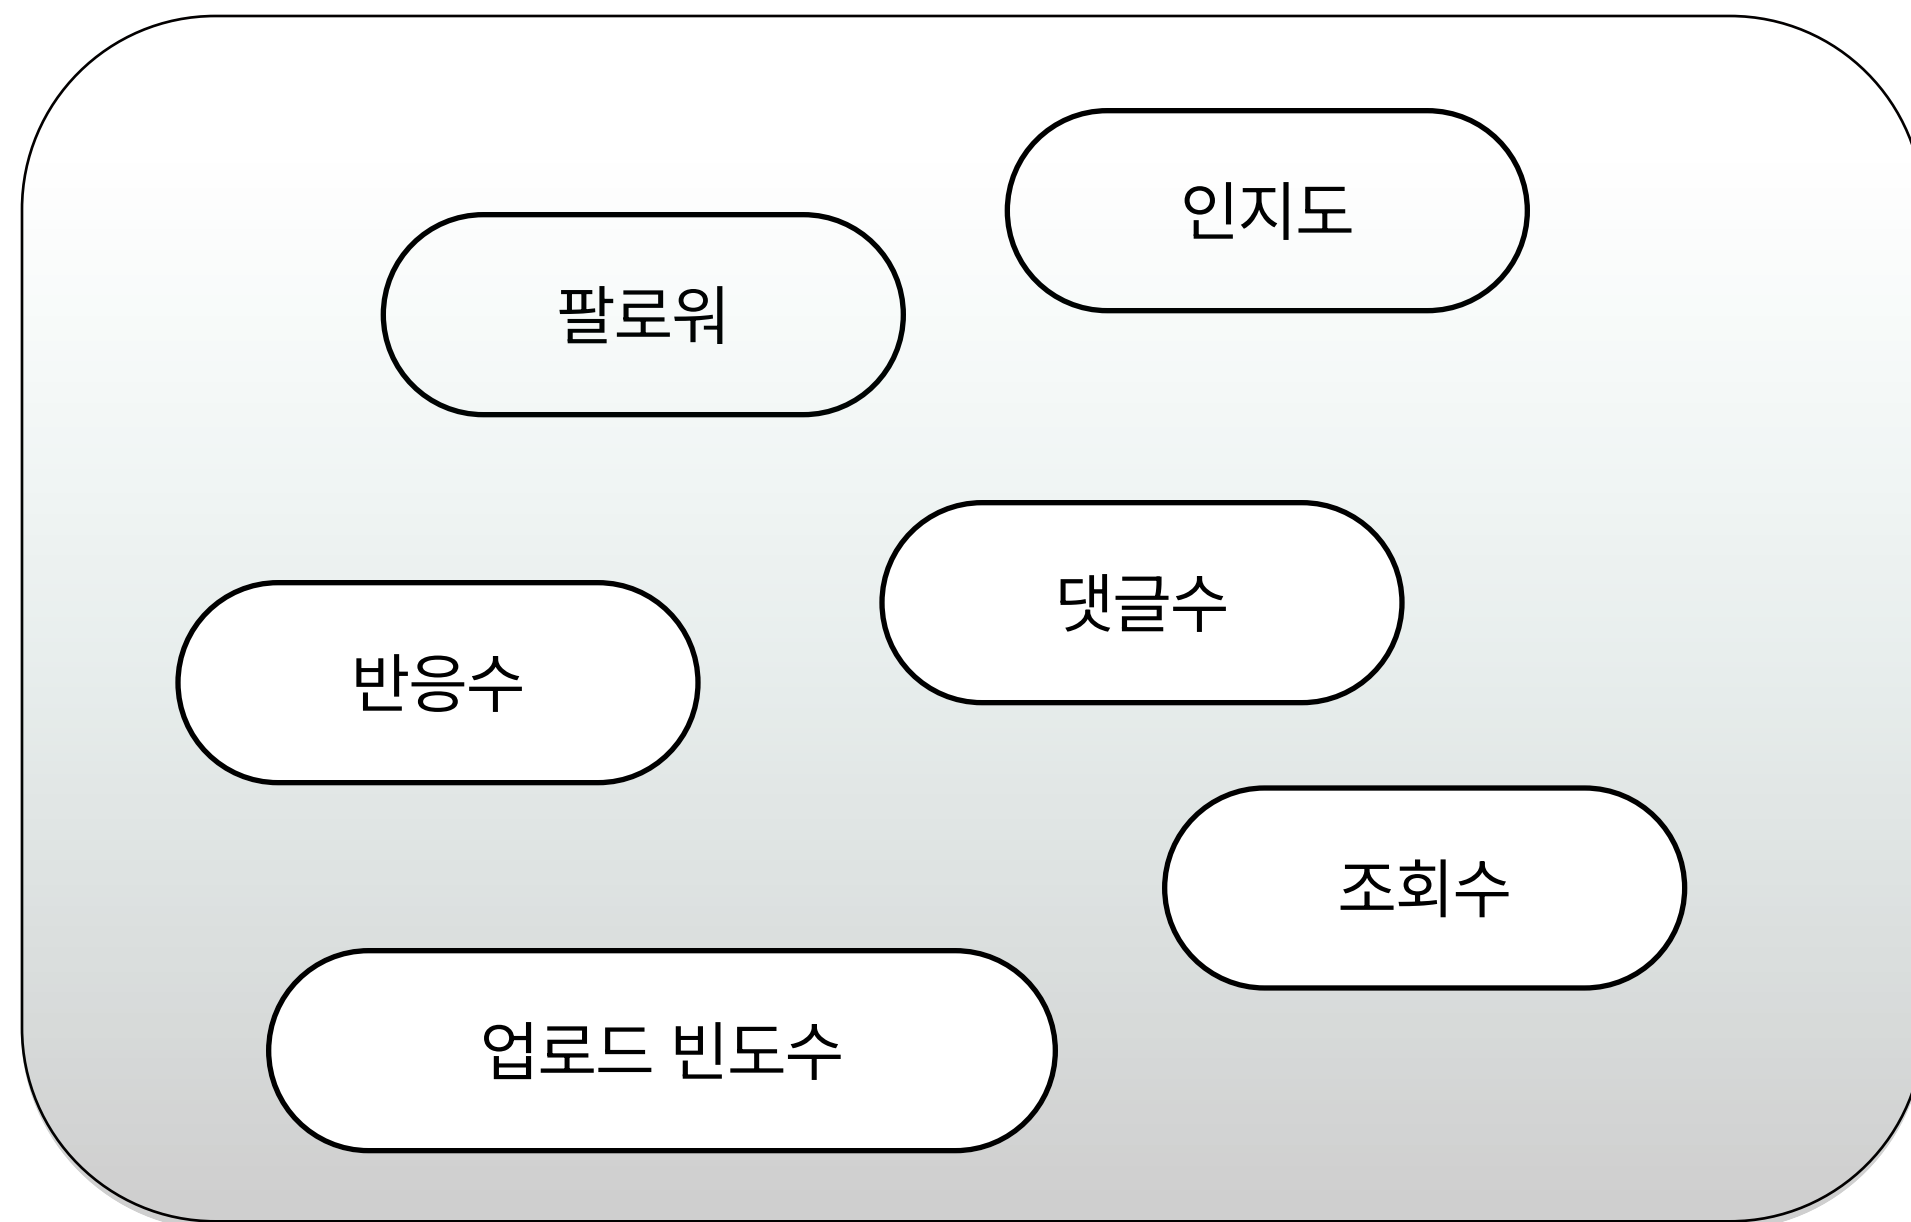 인지도
팔로워
댓글수
반응수
조회수
업로드 빈도수